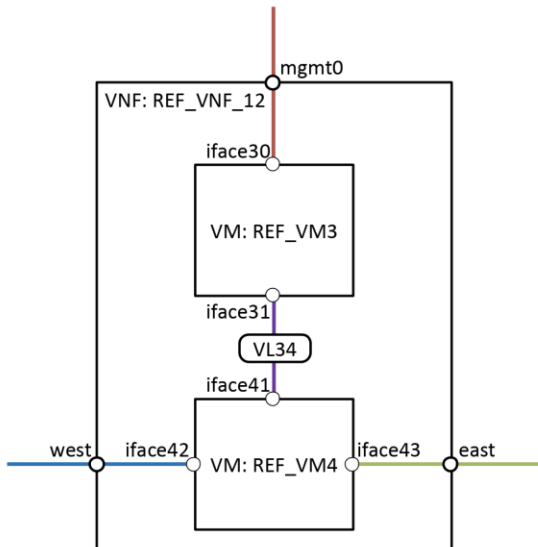 mgmt0
VNF: REF_VNF_12
iface30
VM: REF_VM3
iface31
VL34
iface41
west
iface42
VM: REF_VM4
iface43
east